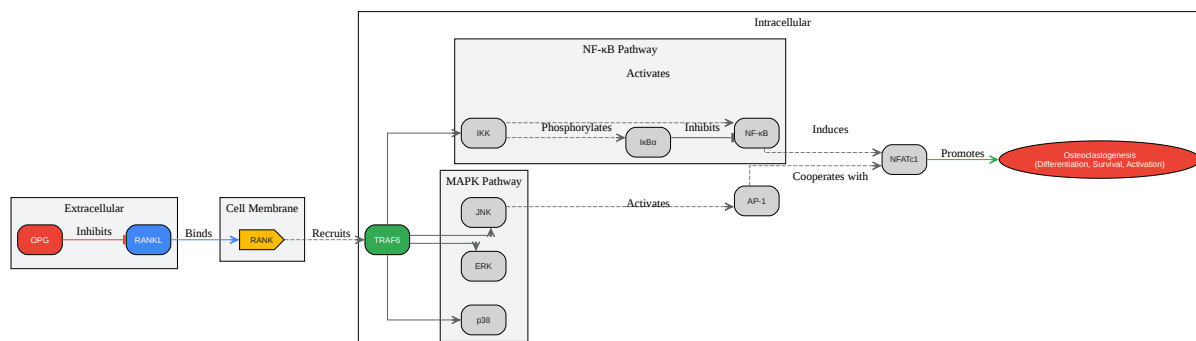 Intracellular
NF-κB Pathway
Activates
IKK
Phosphorylates
IκBα
Inhibits
NF-κB
Induces
NFATc1
Promotes
Osteoclastogenesis
(Differentiation, Survival, Activation)
Cooperates with
MAPK Pathway
JNK
Activates
AP-1
Extracellular
OPG
Inhibits
RANKL
Binds
Cell Membrane
RANK
Recruits
TRAF6
ERK
p38